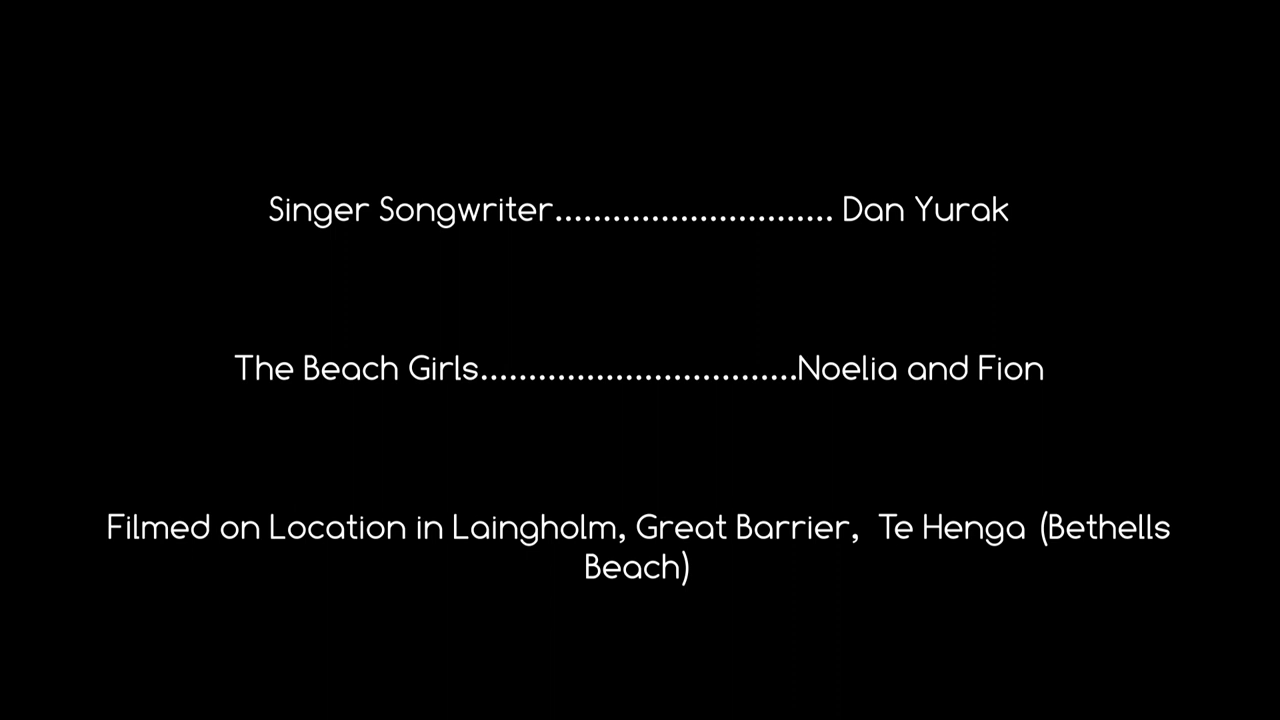 Singer Songwriter............................. Dan Yurak
The Beach Girls.................................Noelia and Fion
Filmed on Location in Laingholm, Great Barrier,  Te Henga (Bethells
Beach)